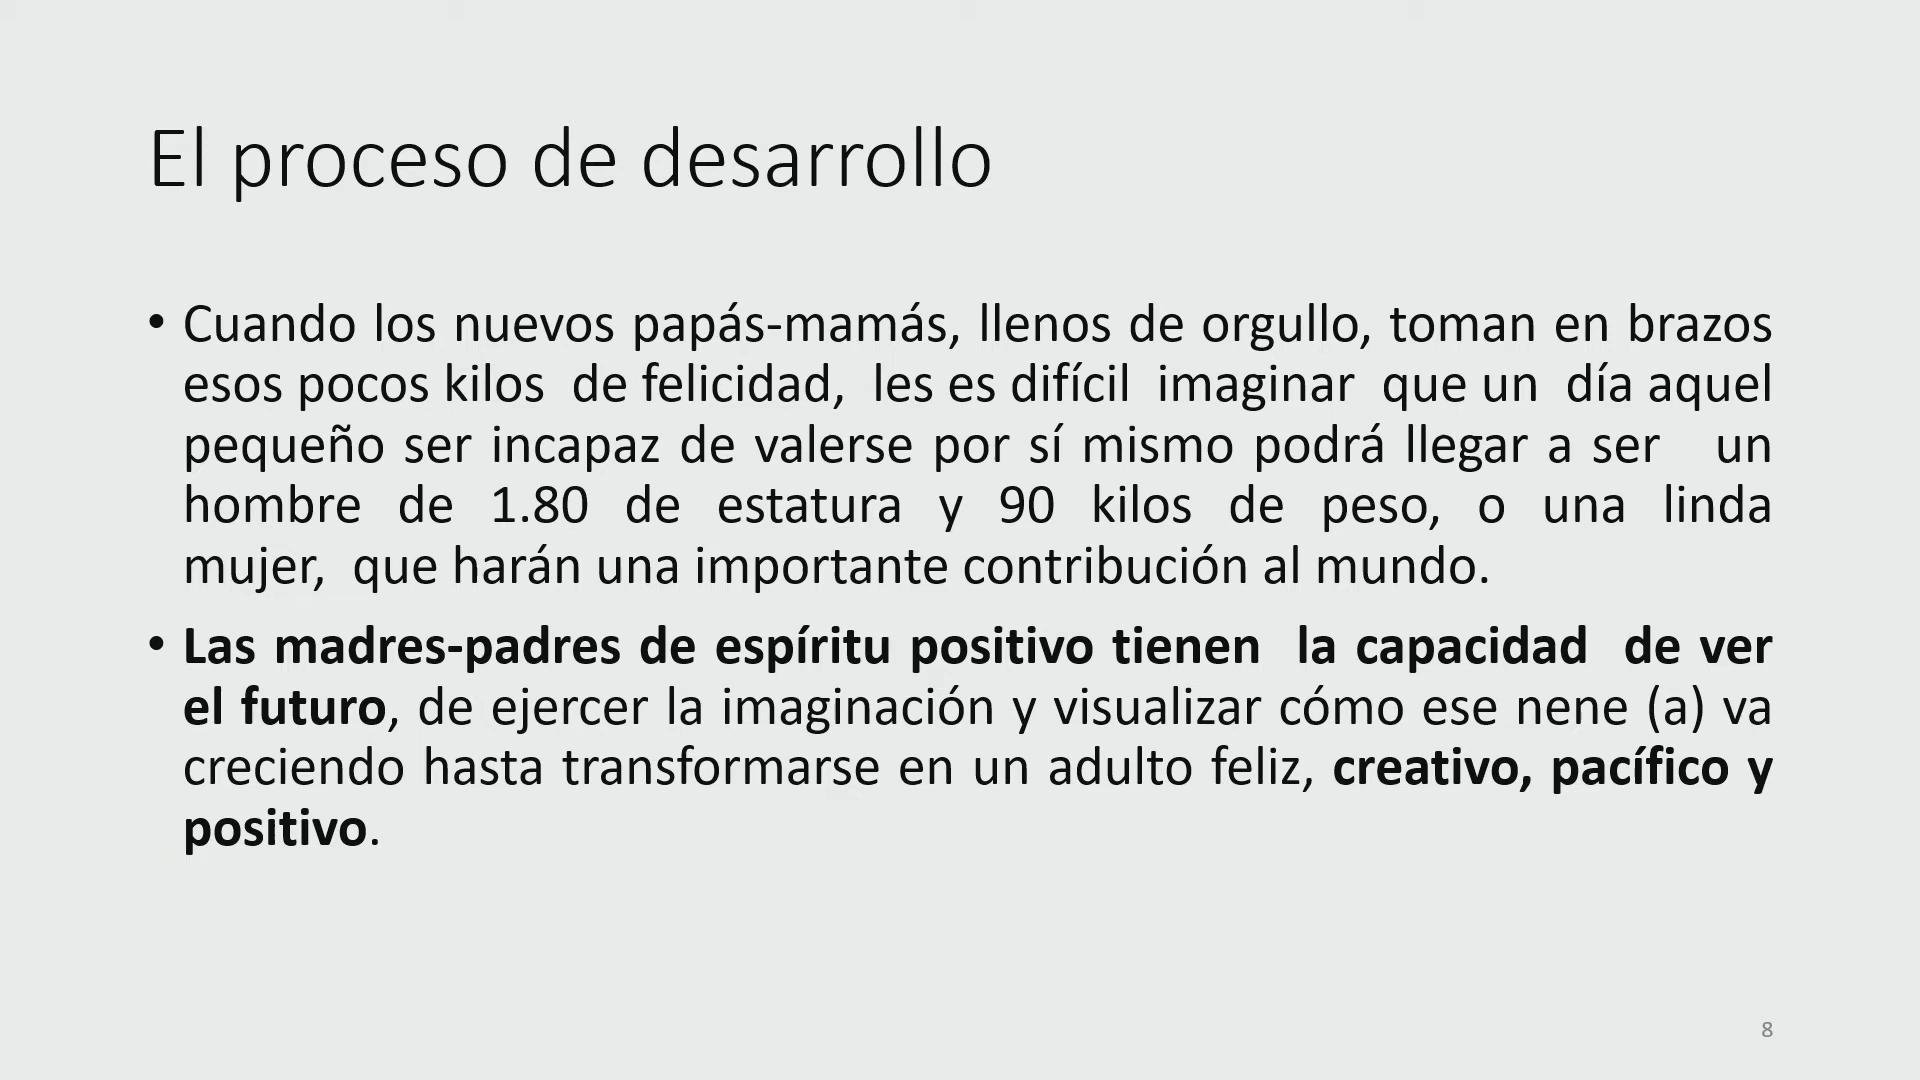 El proceso de desarrollo
• Cuando los nuevos papás-mamás, llenos de orgullo, toman en brazos
esos pocos kilos de felicidad, les es difícil imaginar que un día aquel
pequeño ser incapaz de valerse por sí mismo podrá llegar a ser un
hombre de 1.80 de estatura y 90 kilos de peso, o una linda
mujer, que harán una importante contribución al mundo.
• Las madres-padres de espíritu positivo tienen la capacidad de ver
el futuro, de ejercer la imaginación y visualizar cómo ese nene (a) va
creciendo hasta transformarse en un adulto feliz, creativo, pacífico y
positivo.
8